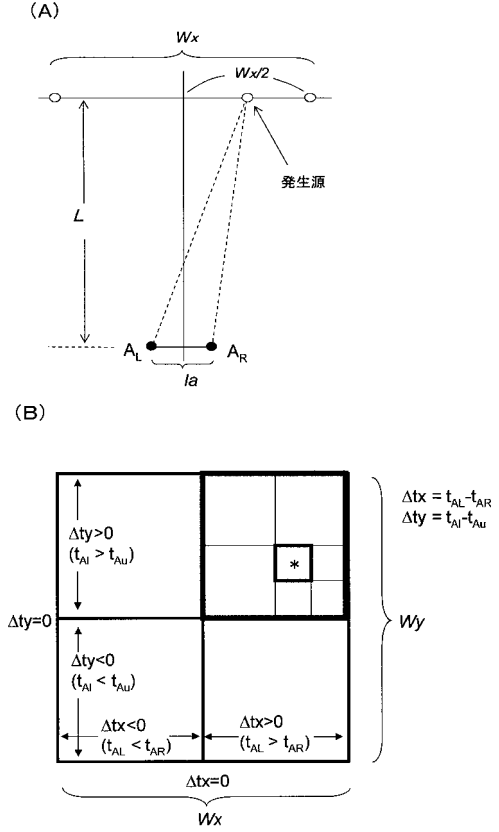 (A)
Wx
Wx/2
発生源
L
AL
AR
la
(B)
Δtx = tAL-tAR
Δty = tAl-tAu
Δty>0
(tAl > tAu)
*
Δty=0
Wy
Δty<0
(tAl < tAu)
Δtx<0
(tAL < tAR)
Δtx>0
(tAL > tAR)
Δtx=0
Wx